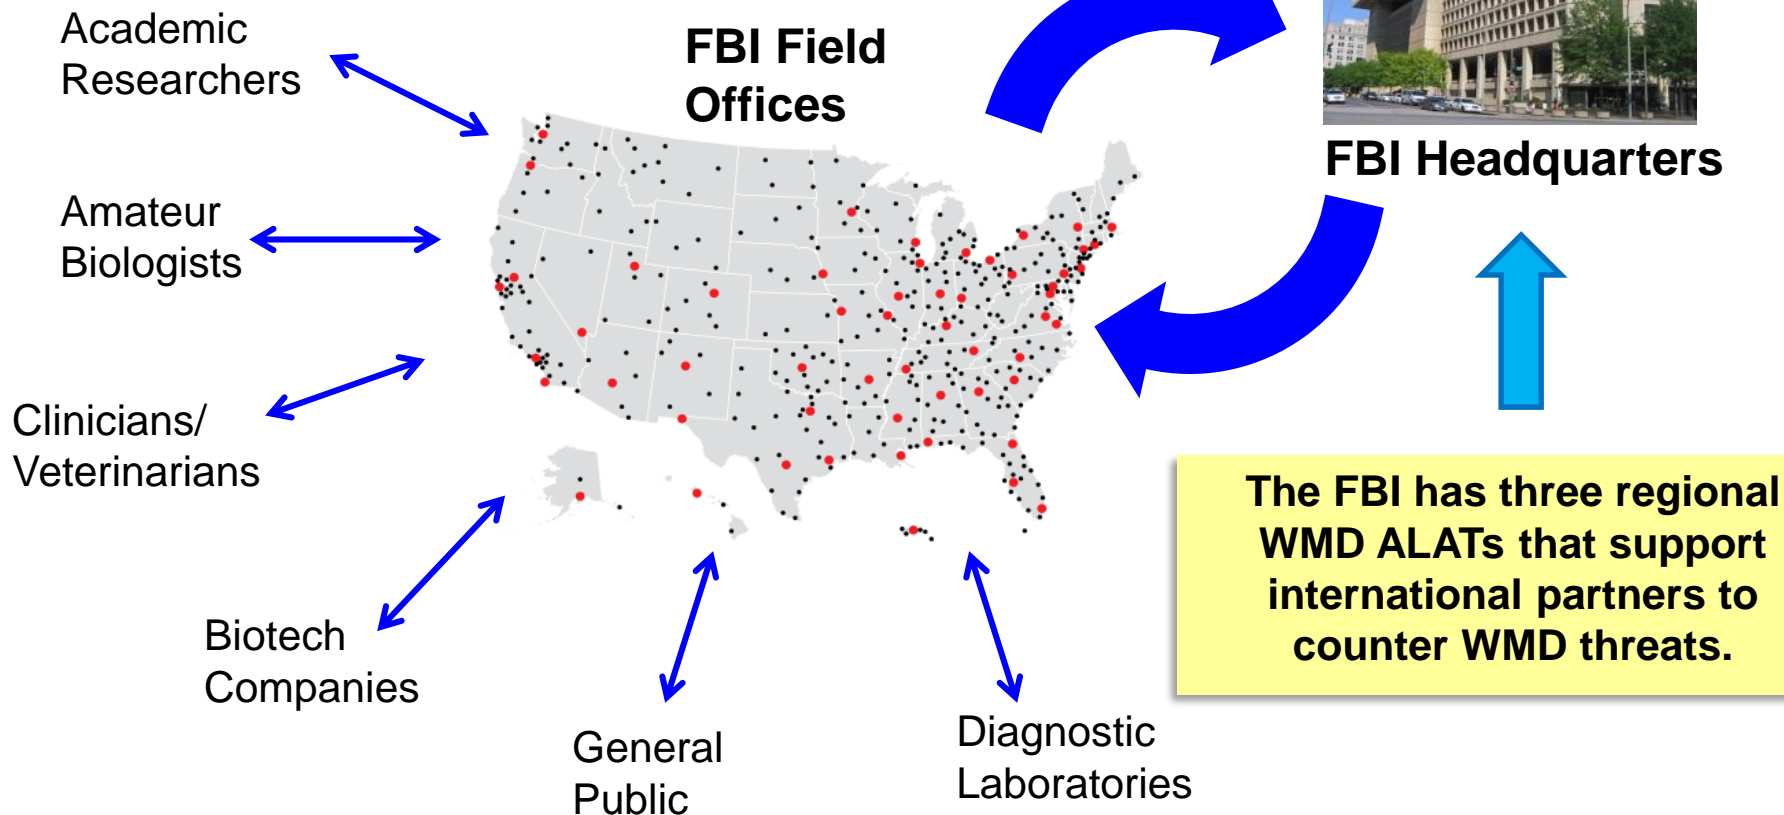 Academic
Researchers
FBI Field
Offices
FBI Headquarters
Amateur
Biologists
Clinicians/
Veterinarians
The FBI has three regional
WMD ALATs that support
international partners to
counter WMD threats.
Biotech
Companies
General
Public
Diagnostic
Laboratories